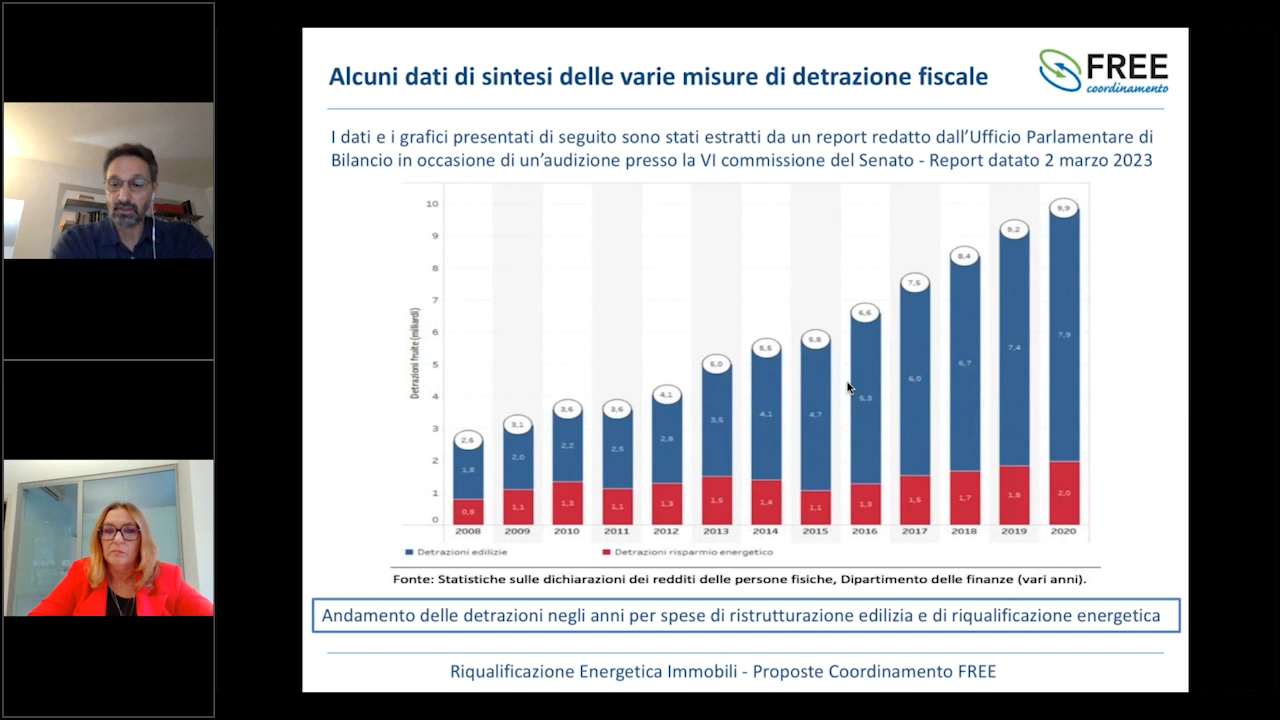 Alcuni dati di sintesi delle varie misure di detrazione fiscale
FREE
coordinamento
I dati e i grafici presentati di seguito sono stati estratti da un report redatto dall'Ufficio Parlamentare di
Bilancio in occasione di un'audizione presso la VI commissione del Senato - Report datato 2 marzo 2023
Detrazioni fruite (miliardi)
10
9
8
7
6
5
4
3
2
1
0
2,6 3,1 3,6 3,6 4,1 5,0 5,5 5,8 6,6 7,5 8,4 9,2 9,9
1,8 2,0 2,2 2,5 2,8 3,5 4,1 4,7 5,3 6,0 6,7 7,4 7,9
0,8 1,1 1,3 1,1 1,3 1,5 1,4 1,1 1,3 1,5 1,7 1,8 2,0
2008 2009 2010 2011 2012 2013 2014 2015 2016 2017 2018 2019 2020
Detrazioni edilizie Detrazioni risparmio energetico
Fonte: Statistiche sulle dichiarazioni dei redditi delle persone fisiche, Dipartimento delle finanze (vari anni).
Andamento delle detrazioni negli anni per spese di ristrutturazione edilizia e di riqualificazione energetica
Riqualificazione Energetica Immobili - Proposte Coordinamento FREE